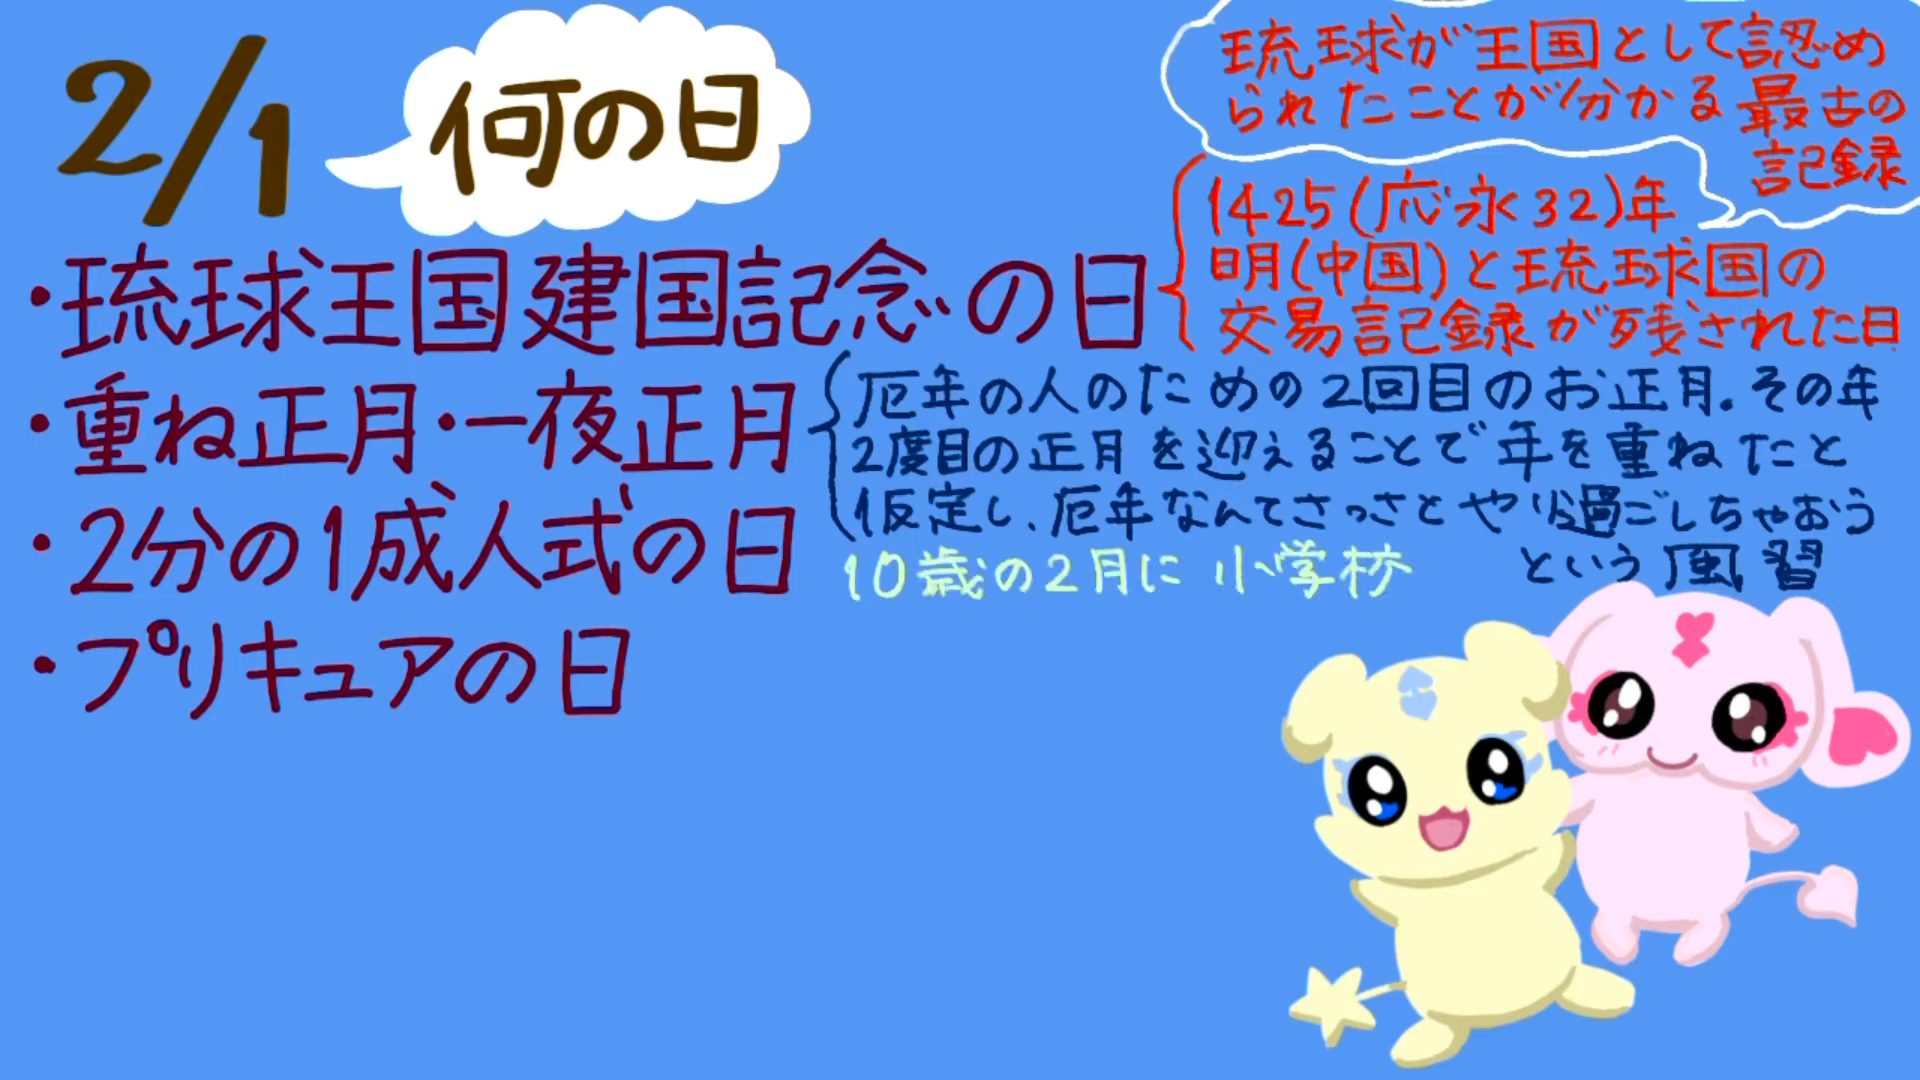 2/1
何の日
琉球が王国として認め
られたことが分かる最古の
記録
・琉球王国建国記念の日
1425(応永32)年
明(中国)と琉球国の
交易記録が残された日
・重ね正月・一夜正月
厄年の人のための2回目のお正月。その年
2度目の正月を迎えることで年を重ねたと
仮定し、厄年なんてさっさとやり過ごしちゃおう
という風習
・2分の1成人式の日
10歳の2月に小学校
・プリキュアの日